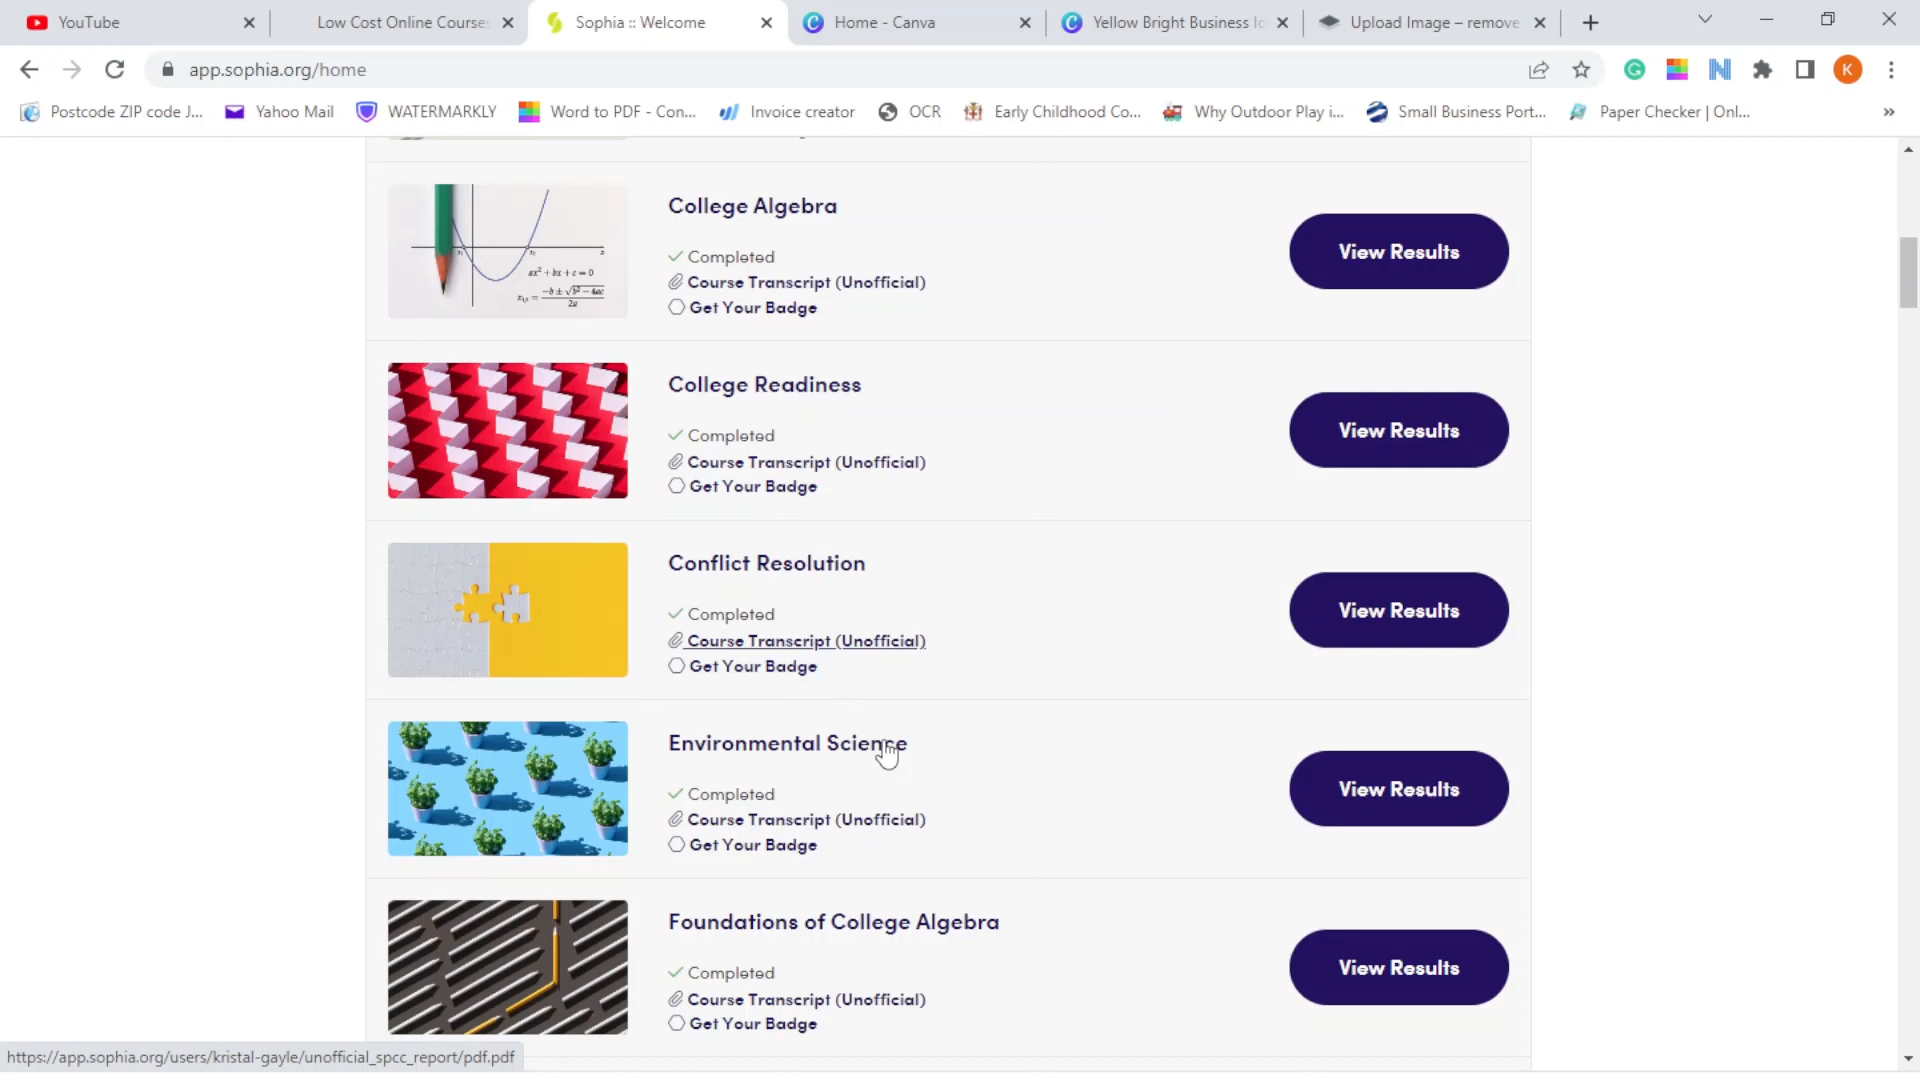 YouTube
Low Cost Online Courses
Sophia :: Welcome
Home - Canva
Yellow Bright Business
Upload Image – remove
app.sophia.org/home
K
Postcode ZIP code J...
Yahoo Mail
WATERMARKLY
Word to PDF - Con...
Invoice creator
OCR
Early Childhood Co...
Why Outdoor Play i...
Small Business Port...
Paper Checker | Onl...
»
College Algebra
Completed
Course Transcript (Unofficial)
Get Your Badge
View Results
College Readiness
Completed
Course Transcript (Unofficial)
Get Your Badge
View Results
Conflict Resolution
Completed
Course Transcript (Unofficial)
Get Your Badge
View Results
Environmental Science
Completed
Course Transcript (Unofficial)
Get Your Badge
View Results
Foundations of College Algebra
Completed
Course Transcript (Unofficial)
Get Your Badge
View Results
https://app.sophia.org/users/kristal-gayle/unofficial_spcc_report/pdf.pdf